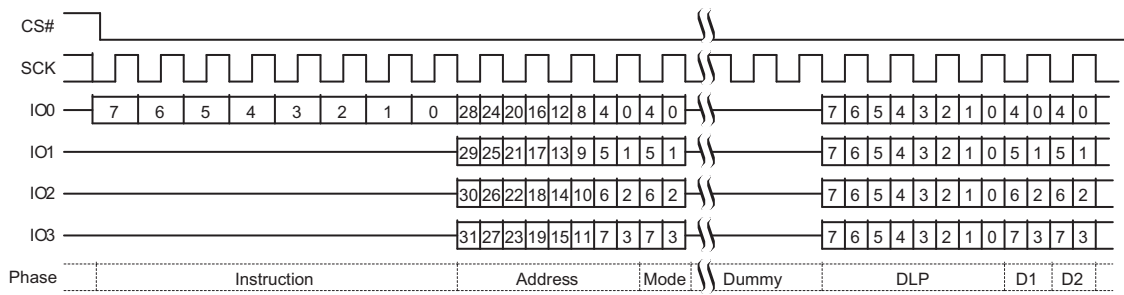 CS#
SCK
IO0 7 6 5 4 3 2 1 0 28 24 20 16 12 8 4 0 4 0 7 6 5 4 3 2 1 0 4 0 4 0
IO1 29 25 21 17 13 9 5 1 5 1 7 6 5 4 3 2 1 0 5 1 5 1
IO2 30 26 22 18 14 10 6 2 6 2 7 6 5 4 3 2 1 0 6 2 6 2
IO3 31 27 23 19 15 11 7 3 7 3 7 6 5 4 3 2 1 0 7 3 7 3
Phase Instruction Address Mode Dummy DLP D1 D2